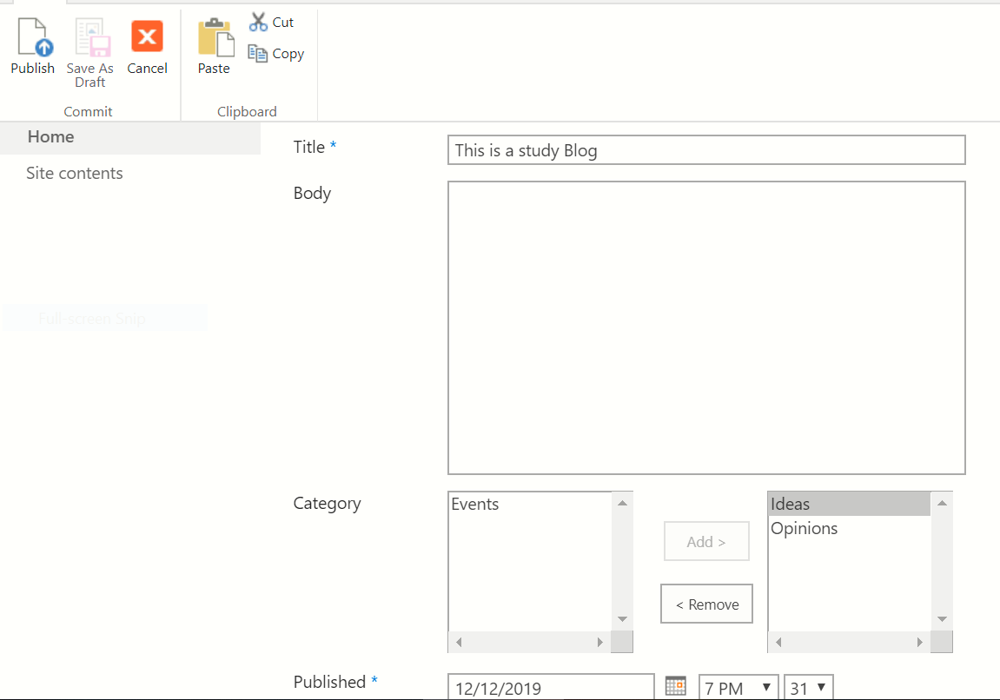 Publish
Save As
Draft
Cancel
Commit
Paste
Cut
Copy
Clipboard
Home
Site contents
Full-screen Snip
Title *
This is a study Blog
Body
Category
Events
Add >
< Remove
Ideas
Opinions
Published *
12/12/2019
7 PM
31